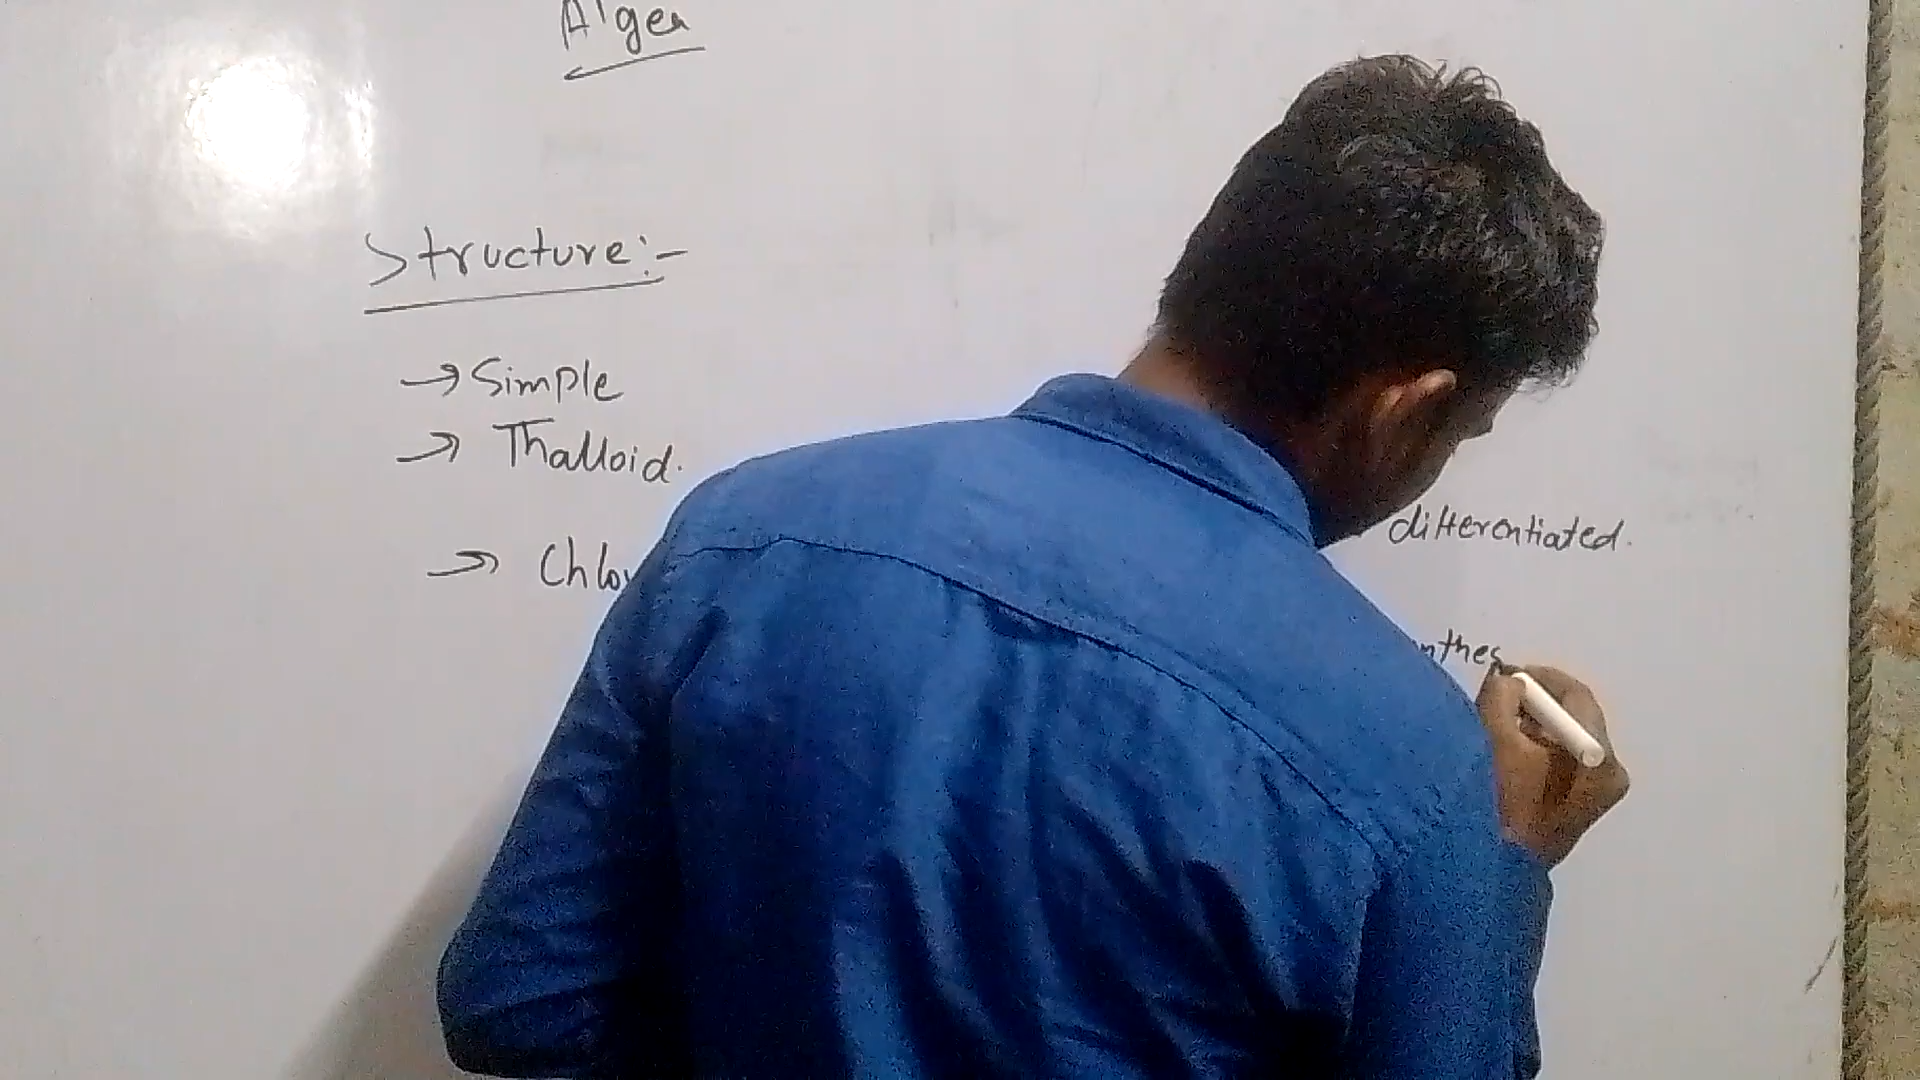 Algea
Structure:-
→ Simple
→ Thalloid.
differentiated.
→ Chlo
nthes